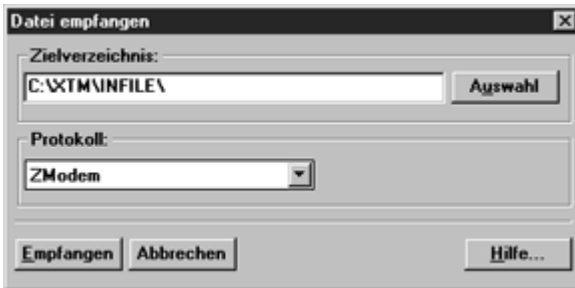 Datei empfangen
Zielverzeichnis:
C:\XTM\INFILE\
Auswahl
Protokoll:
ZModem
Empfangen Abbrechen Hilfe...